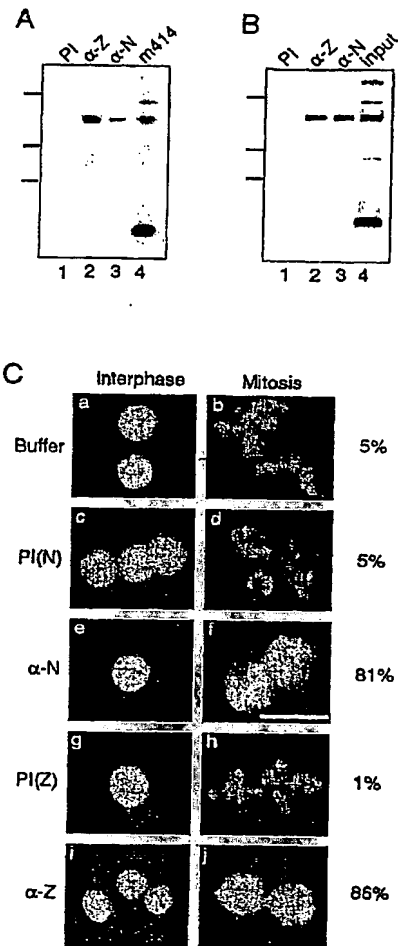 A
PI α-Z α-N m414
1 2 3 4
B
PI α-Z α-N input
1 2 3 4
C
Interphase Mitosis
Buffer a b 5%
PI(N) c d 5%
α-N e f 81%
PI(Z) g h 1%
α-Z i j 86%